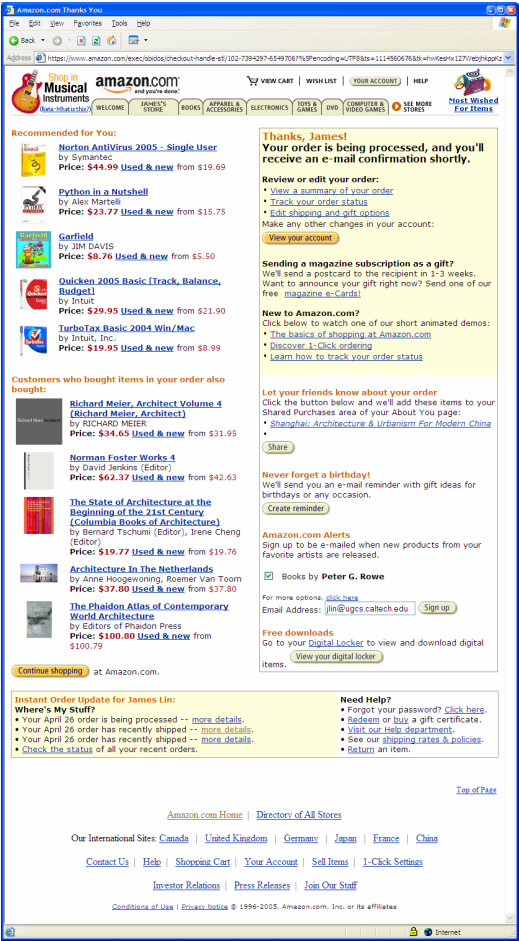 Amazon.com Thanks You
File Edit View Favorites Tools Help
Back
Address https://www.amazon.com/exec/obidos/checkout-handle-stl/
Shop in
Musical
Instruments
(Beta-What is this?)
amazon.com
and you're done.™
VIEW CART | WISH LIST | YOUR ACCOUNT | HELP
WELCOME JAMES'S STORE BOOKS APPAREL & ACCESSORIES ELECTRONICS TOYS & GAMES DVD COMPUTER & VIDEO GAMES SEE MORE STORES
Most Wished
For Items
Recommended for You:
Norton AntiVirus 2005 - Single User
by Symantec
Price: $44.99 Used & new from $19.69
Python in a Nutshell
by Alex Martelli
Price: $23.77 Used & new from $15.75
Garfield
by JIM DAVIS
Price: $8.76 Used & new from $5.50
Quicken 2005 Basic [Track, Balance,
Budget]
by Intuit
Price: $29.95 Used & new from $21.90
TurboTax Basic 2004 Win/Mac
by Intuit, Inc.
Price: $19.95 Used & new from $8.99
Customers who bought items in your order also
bought:
Richard Meier, Architect Volume 4
(Richard Meier, Architect)
by RICHARD MEIER
Price: $34.65 Used & new from $31.95
Norman Foster Works 4
by David Jenkins (Editor)
Price: $62.37 Used & new from $42.63
The State of Architecture at the
Beginning of the 21st Century
(Columbia Books of Architecture)
by Bernard Tschumi (Editor), Irene Cheng
(Editor)
Price: $19.77 Used & new from $19.76
Architecture In The Netherlands
by Anne Hoogewoning, Roemer Van Toorn
Price: $37.80 Used & new from $37.80
The Phaidon Atlas of Contemporary
World Architecture
by Editors of Phaidon Press
Price: $100.80 Used & new from
$100.79
Continue shopping at Amazon.com.
Thanks, James!
Your order is being processed, and you'll
receive an e-mail confirmation shortly.
Review or edit your order:
• View a summary of your order
• Track your order status
• Edit shipping and gift options
Make any other changes in your account:
View your account
Sending a magazine subscription as a gift?
We'll send a postcard to the recipient in 1-3 weeks.
Want to announce your gift right now? Send one of our
free magazine e-Cards!
New to Amazon.com?
Click below to watch one of our short animated demos:
• The basics of shopping at Amazon.com
• Discover 1-Click ordering
• Learn how to track your order status
Let your friends know about your order
Click the button below and we'll add these items to your
Shared Purchases area of your About You page:
• Shanghai: Architecture & Urbanism For Modern China
•
Share
Never forget a birthday!
We'll send you an e-mail reminder with gift ideas for
birthdays or any occasion.
Create reminder
Amazon.com Alerts
Sign up to be e-mailed when new products from your
favorite artists are released.
Books by Peter G. Rowe
For more options, click here
Email Address: jlin@ugcs.caltech.edu Sign up
Free downloads
Go to your Digital Locker to view and download digital
items. View your digital locker
Instant Order Update for James Lin:
Where's My Stuff?
• Your April 26 order is being processed -- more details.
• Your April 26 order has recently shipped -- more details.
• Your April 26 order has recently shipped -- more details.
• Check the status of all your recent orders.
Need Help?
• Forgot your password? Click here.
• Redeem or buy a gift certificate.
• Visit our Help department.
• See our shipping rates & policies.
• Return an item.
Top of Page
Amazon.com Home | Directory of All Stores
Our International Sites: Canada | United Kingdom | Germany | Japan | France | China
Contact Us | Help | Shopping Cart | Your Account | Sell Items | 1-Click Settings
Investor Relations | Press Releases | Join Our Staff
Conditions of Use | Privacy Notice © 1996-2005, Amazon.com, Inc. or its affiliates
Internet